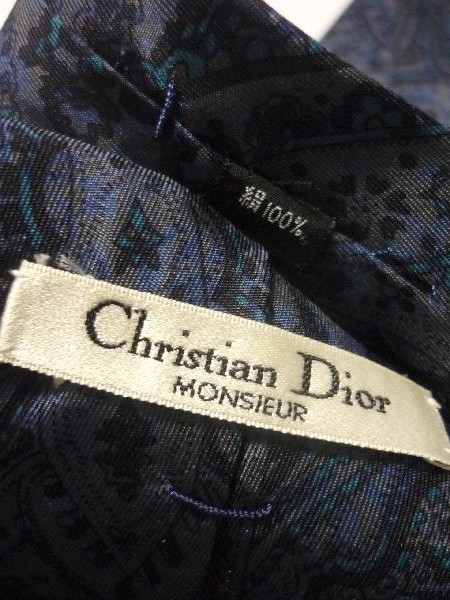 絹100%
Christian Dior
MONSIEUR